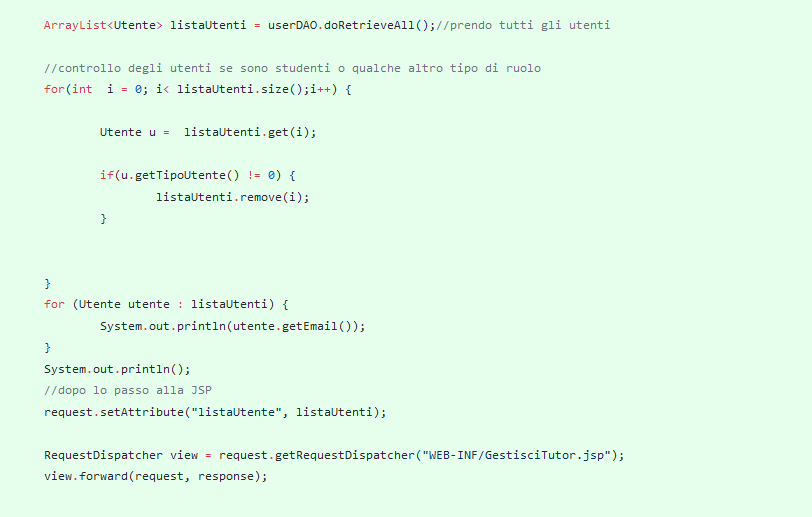 ArrayList<Utente> listaUtenti = userDAO.doRetrieveAll();//prendo tutti gli utenti
//controllo degli utenti se sono studenti o qualche altro tipo di ruolo
for(int  i = 0; i< listaUtenti.size();i++) {
Utente u =  listaUtenti.get(i);
if(u.getTipoUtente() != 0) {
listaUtenti.remove(i);
}
}
for (Utente utente : listaUtenti) {
System.out.println(utente.getEmail());
}
System.out.println();
//dopo lo passo alla JSP
request.setAttribute("listaUtente", listaUtenti);
RequestDispatcher view = request.getRequestDispatcher("WEB-INF/GestisciTutor.jsp");
view.forward(request, response);